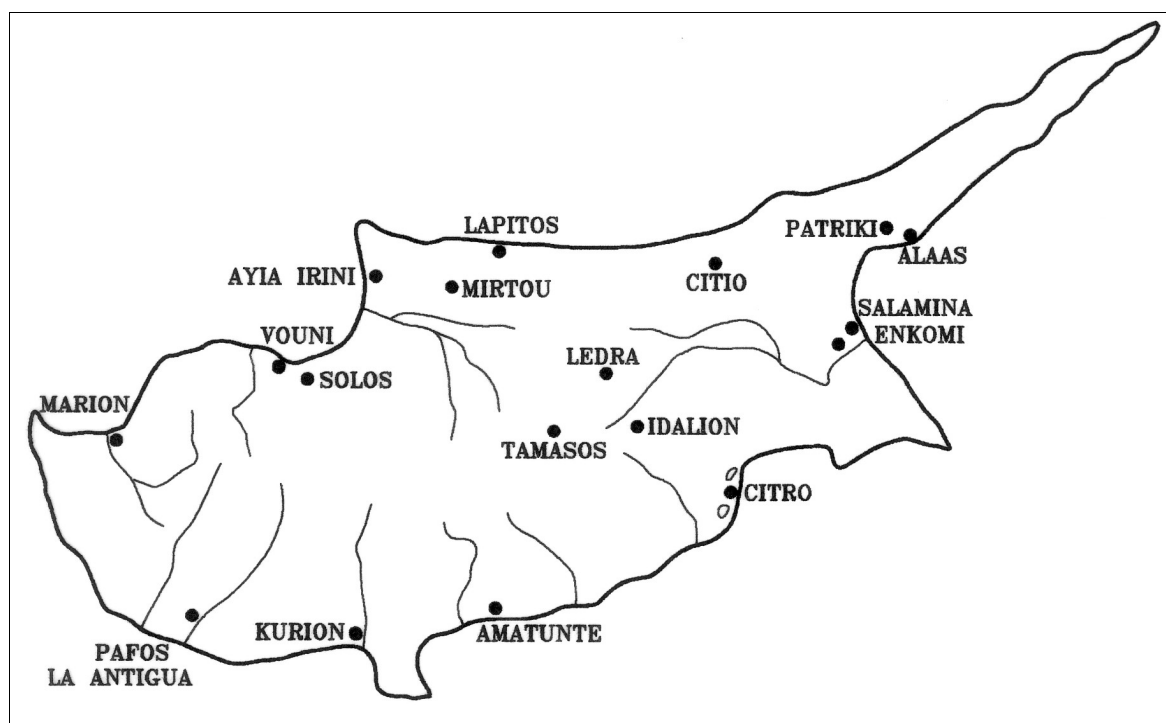 LAPITOS
PATRIKI
ALAAS
AYIA IRINI
MIRTOU
CITIO
SALAMINA
ENKOMI
VOUNI
LEDRA
SOLOS
MARION
IDALION
TAMASOS
CITRO
KURION
AMATUNTE
PAFOS
LA ANTIGUA